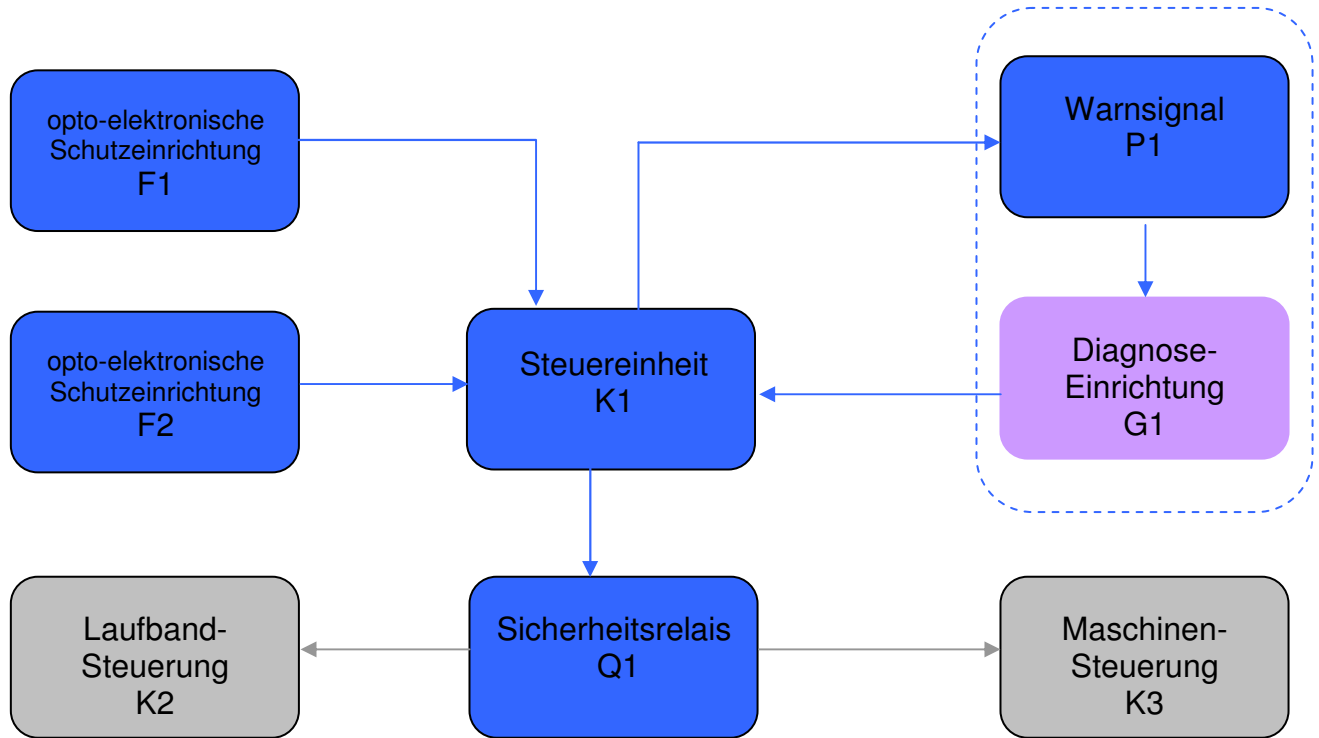 opto-elektronische
Schutzeinrichtung
F1
Warnsignal
P1
opto-elektronische
Schutzeinrichtung
F2
Steuereinheit
K1
Diagnose-
Einrichtung
G1
Laufband-
Steuerung
K2
Sicherheitsrelais
Q1
Maschinen-
Steuerung
K3